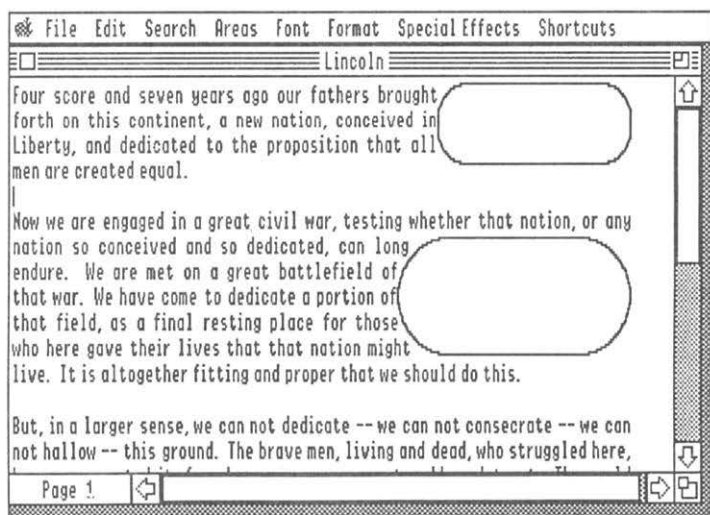 File Edit Search Areas Font Format Special Effects Shortcuts
Lincoln
Four score and seven years ago our fathers brought
forth on this continent, a new nation, conceived in
Liberty, and dedicated to the proposition that all
men are created equal.
Now we are engaged in a great civil war, testing whether that nation, or any
nation so conceived and so dedicated, can long
endure. We are met on a great battlefield of
that war. We have come to dedicate a portion of
that field, as a final resting place for those
who here gave their lives that that nation might
live. It is altogether fitting and proper that we should do this.
But, in a larger sense, we can not dedicate -- we can not consecrate -- we can
not hallow -- this ground. The brave men, living and dead, who struggled here,
Page 1